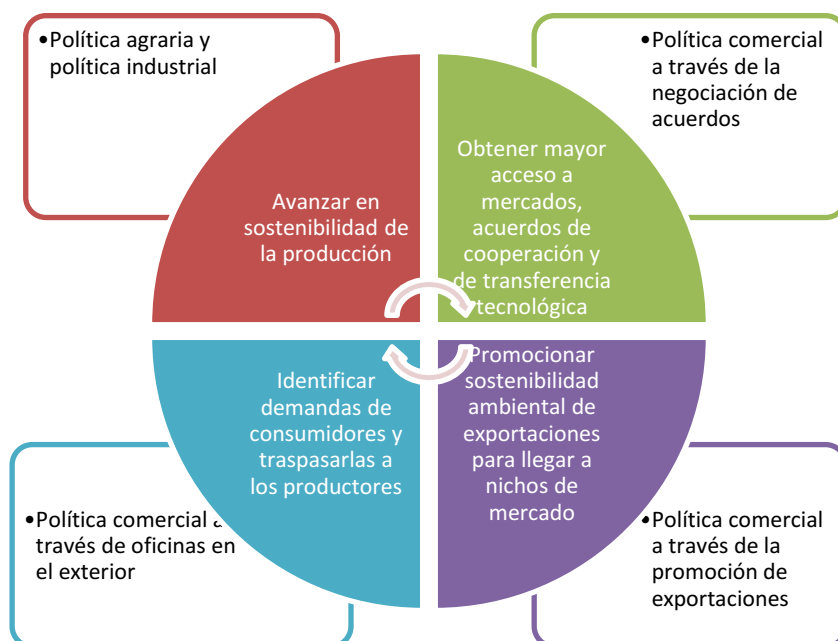 •Política agraria y
política industrial
•Política comercial
a través de la
negociación de
acuerdos
Avanzar en
sostenibilidad de
la producción
Obtener mayor
acceso a
mercados,
acuerdos de
cooperación y
de transferencia
tecnológica
Identificar
demandas de
consumidores y
traspasarlas a
los productores
Promocionar
sostenibilidad
ambiental de
exportaciones
para llegar a
nichos de
mercado
•Política comercial a
través de oficinas en
el exterior
•Política comercial
a través de la
promoción de
exportaciones